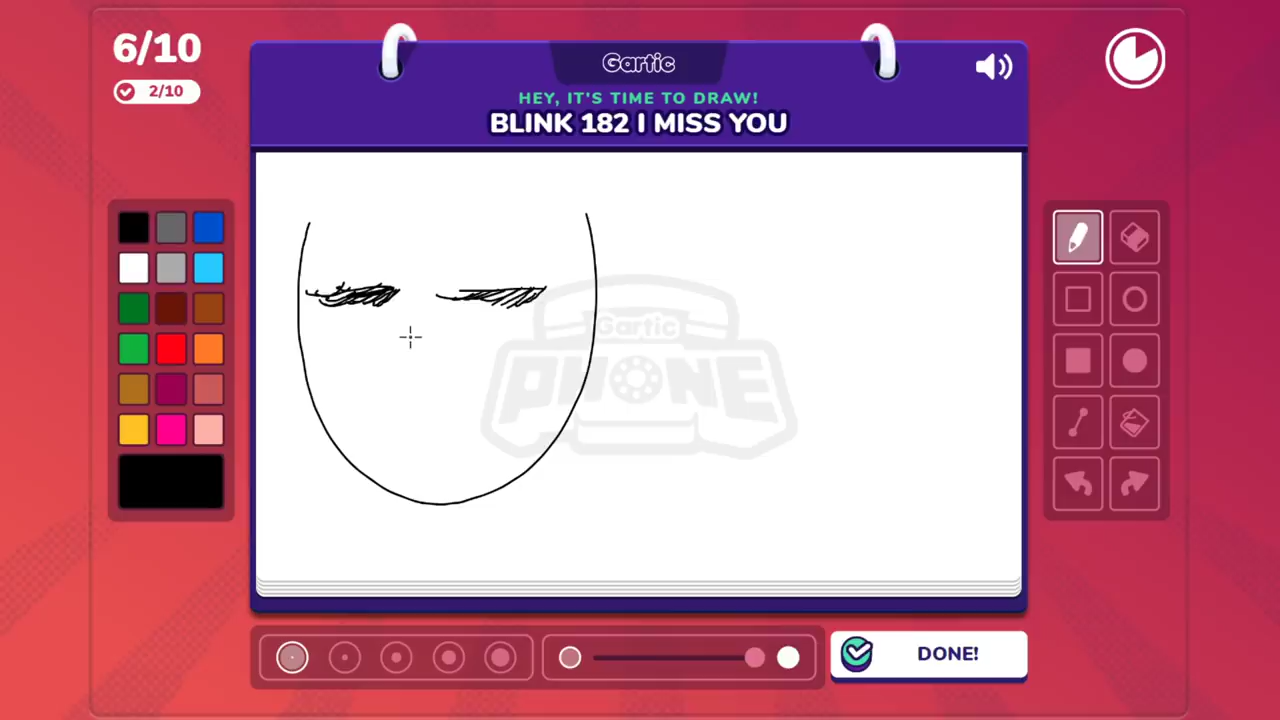 6/10
2/10
Gartic
HEY, IT'S TIME TO DRAW!
BLINK 182 I MISS YOU
Gartic
PHONE
DONE!